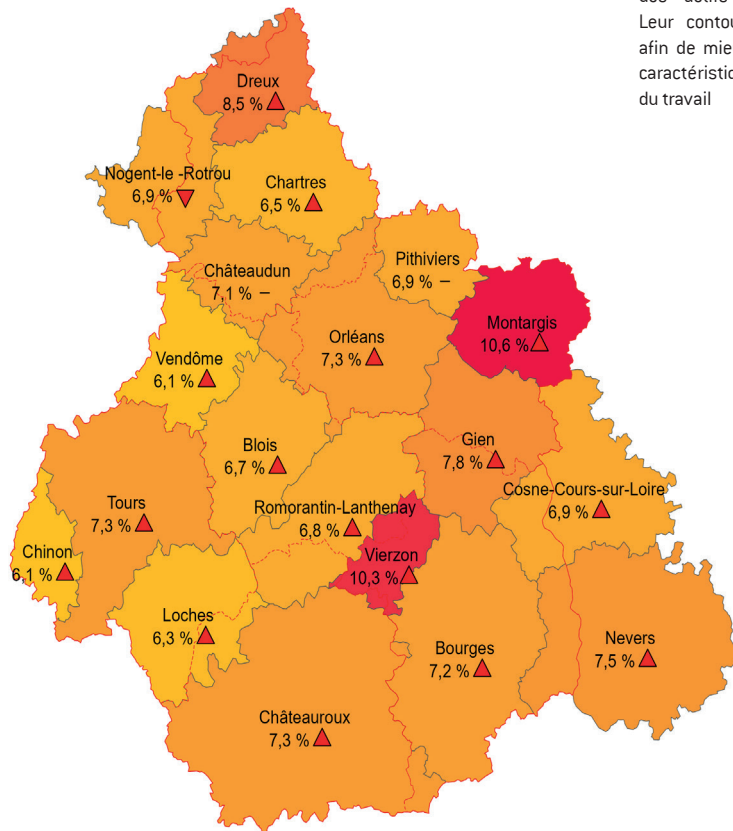 Leur contou
afin de mie
caractéristic
du travail
Dreux
8,5 %
Nogent-le -Rotrou
6,9 %
Chartres
6,5 %
Châteaudun
7,1 % –
Pithiviers
6,9 % –
Montargis
10,6 %
Orléans
7,3 %
Vendôme
6,1 %
Blois
6,7 %
Gien
7,8 %
Cosne-Cours-sur-Loire
6,9 %
Tours
7,3 %
Romorantin-Lanthenay
6,8 %
Chinon
6,1 %
Vierzon
10,3 %
Loches
6,3 %
Bourges
7,2 %
Nevers
7,5 %
Châteauroux
7,3 %